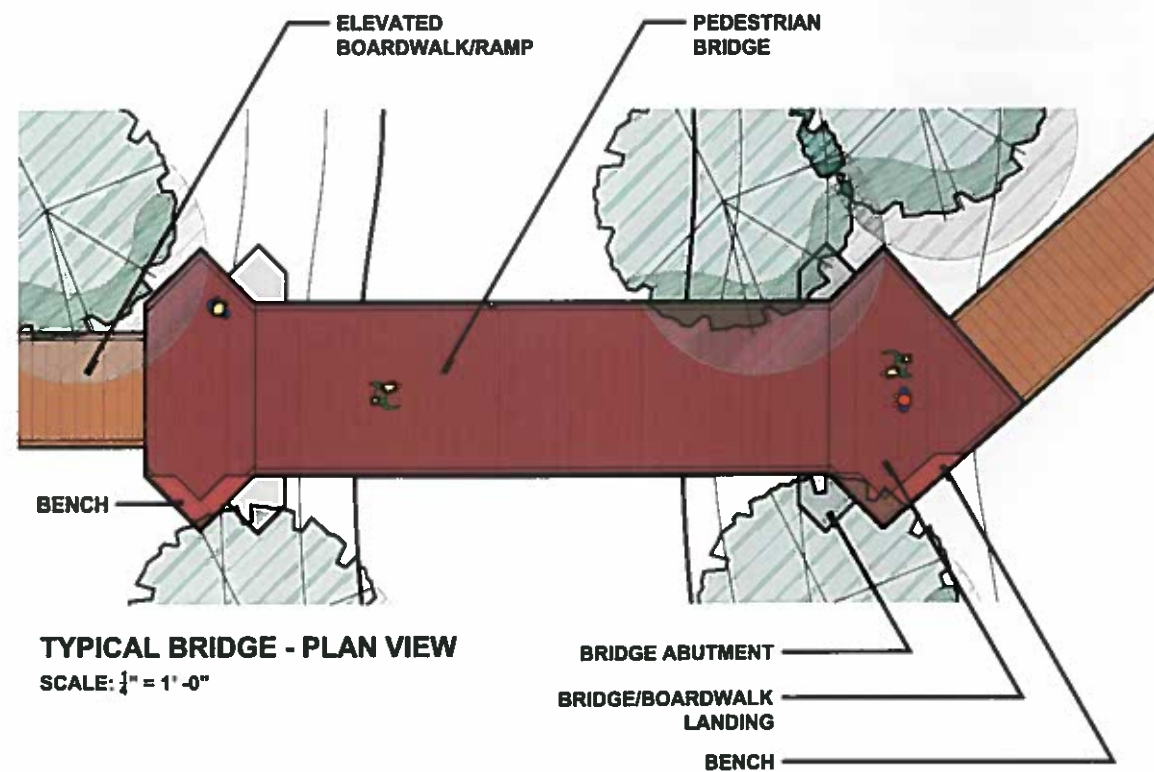 ELEVATED
BOARDWALK/RAMP
PEDESTRIAN
BRIDGE
BENCH
TYPICAL BRIDGE - PLAN VIEW
SCALE: ¼" = 1' -0"
BRIDGE ABUTMENT
BRIDGE/BOARDWALK
LANDING
BENCH